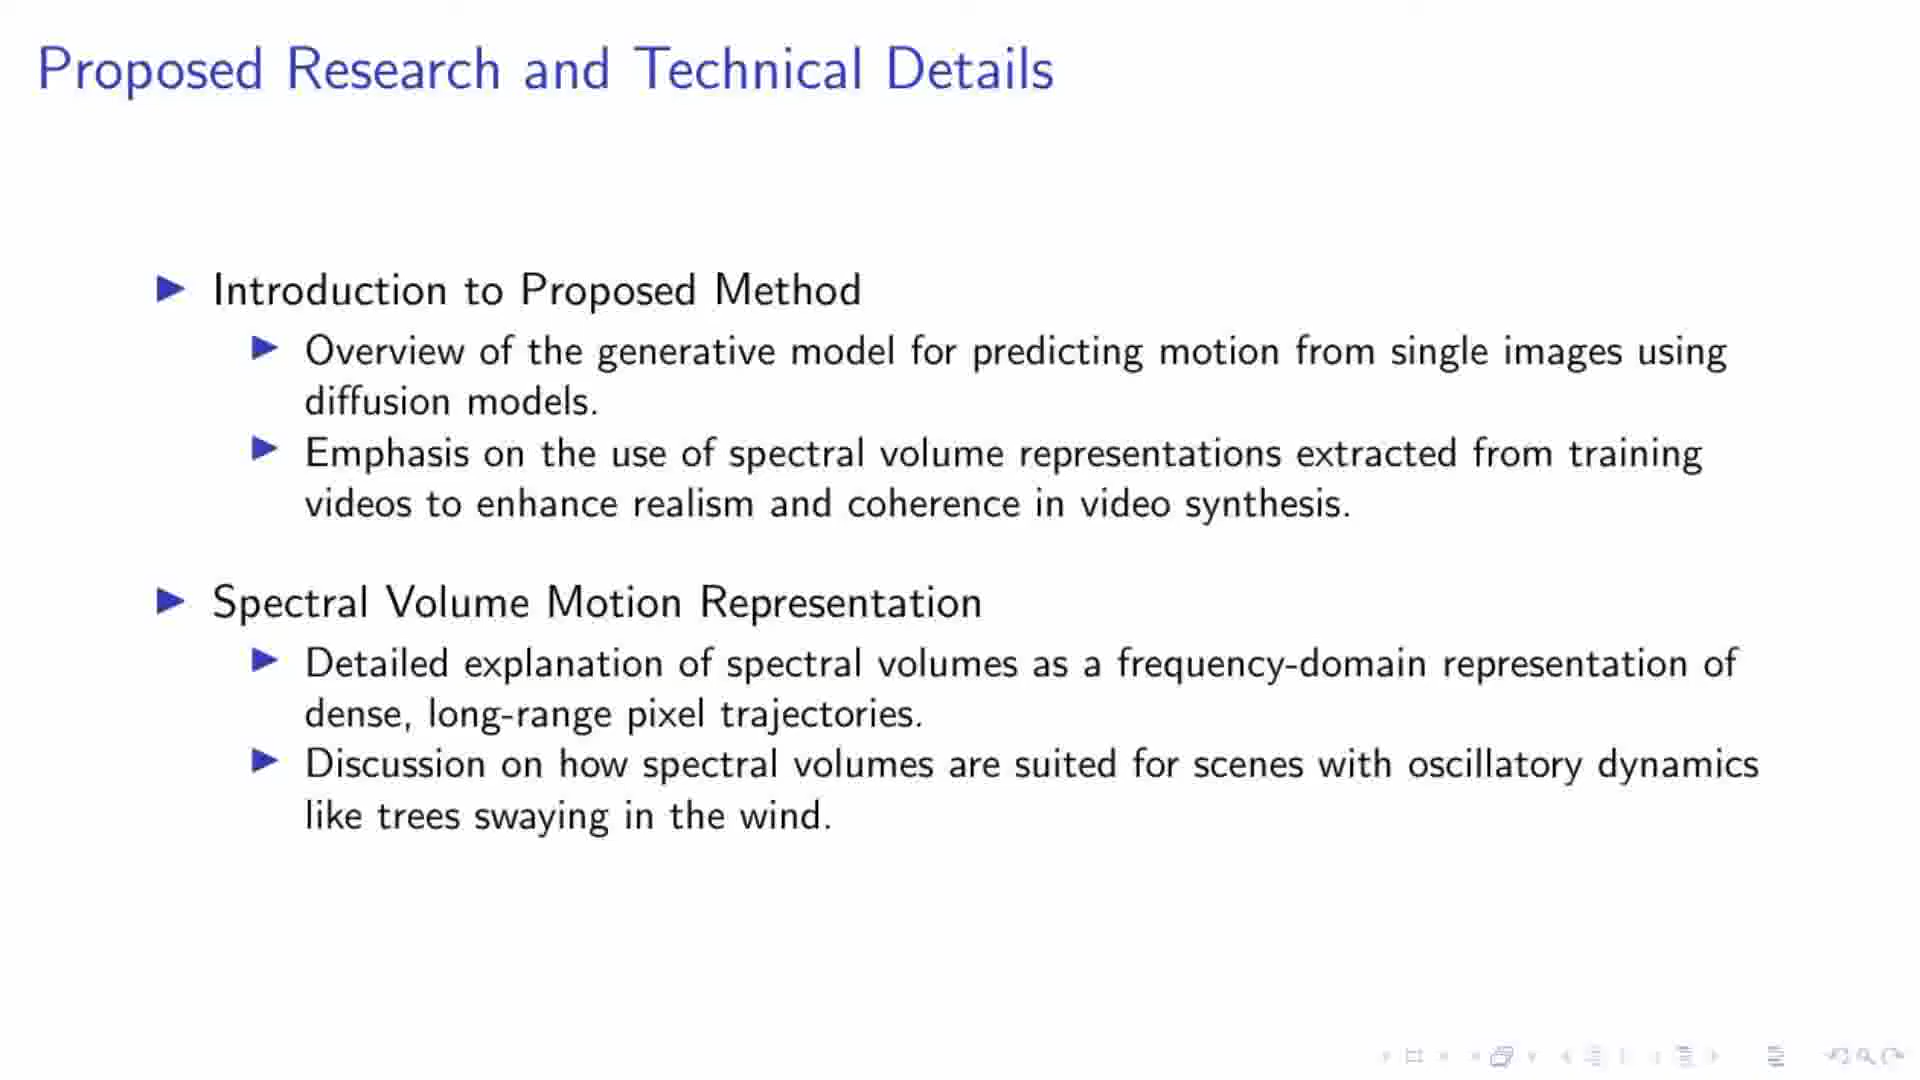 Proposed Research and Technical Details
Introduction to Proposed Method
Overview of the generative model for predicting motion from single images using
diffusion models.
Emphasis on the use of spectral volume representations extracted from training
videos to enhance realism and coherence in video synthesis.
Spectral Volume Motion Representation
Detailed explanation of spectral volumes as a frequency-domain representation of
dense, long-range pixel trajectories.
Discussion on how spectral volumes are suited for scenes with oscillatory dynamics
like trees swaying in the wind.